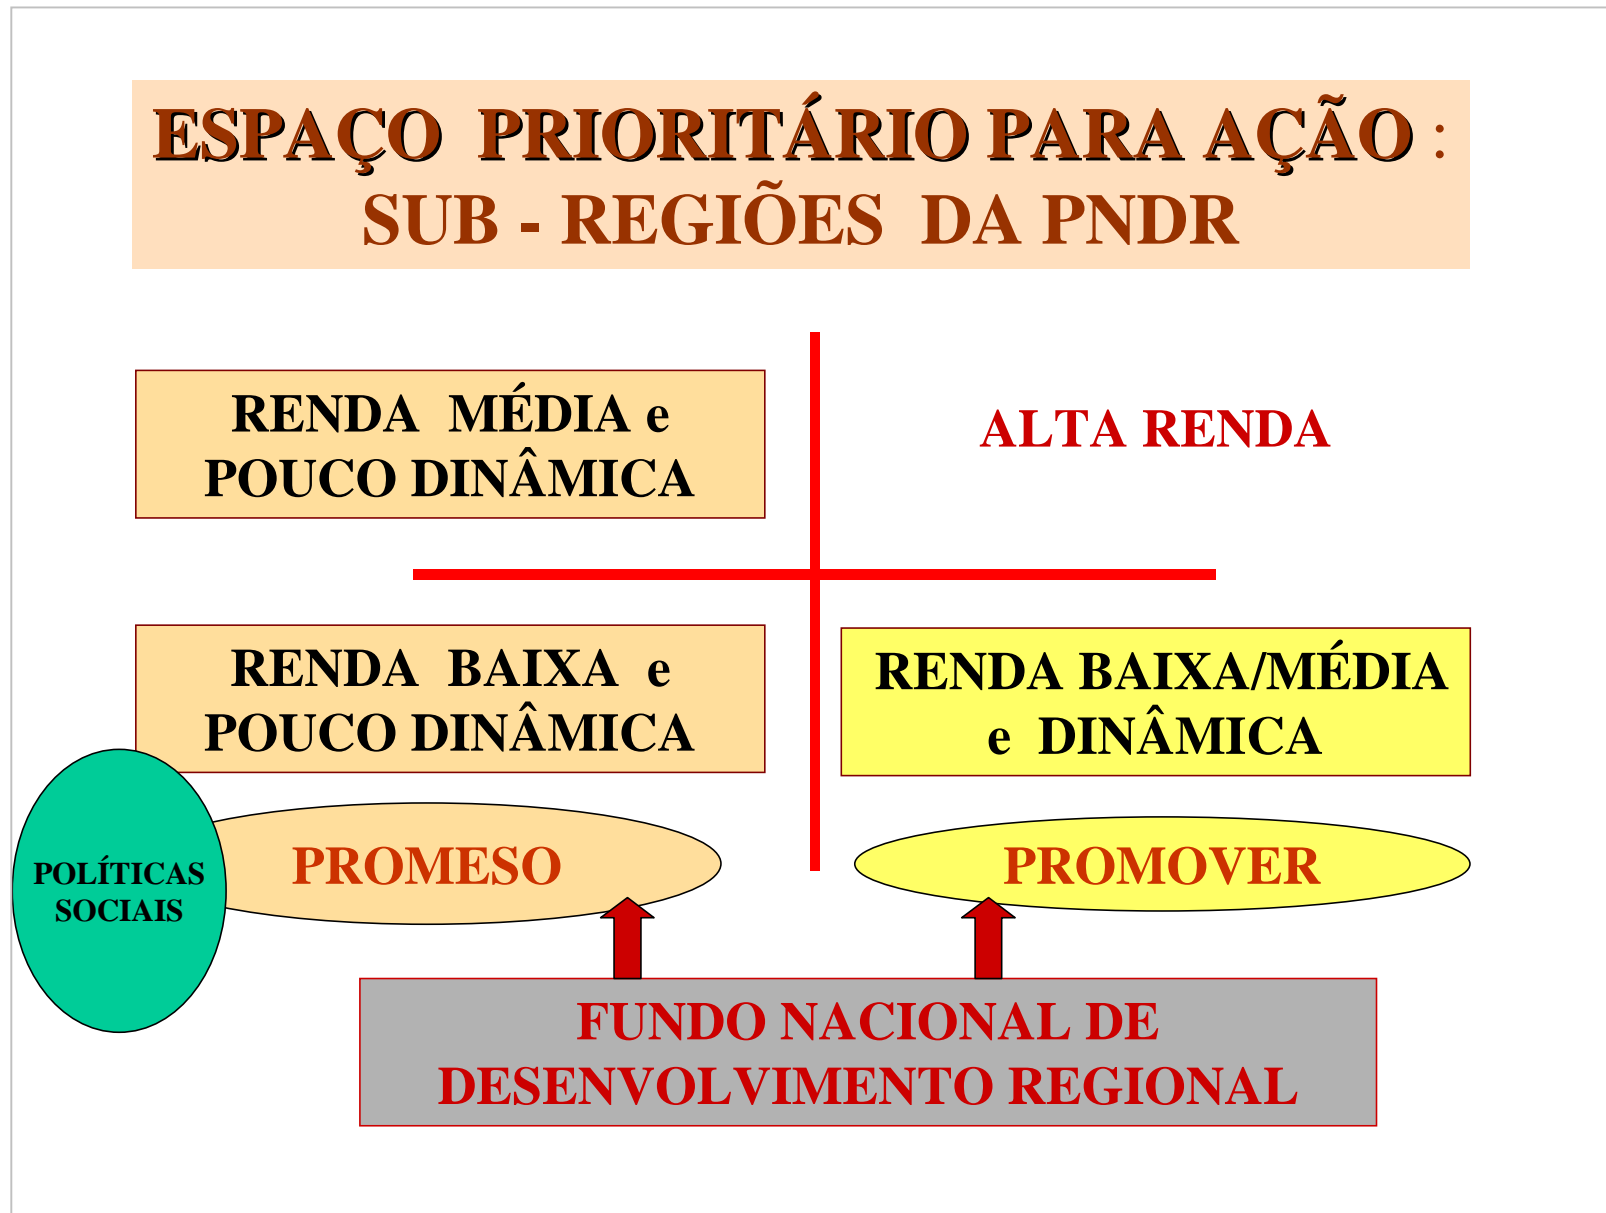 ESPAÇO PRIORITÁRIO PARA AÇÃO :
SUB - REGIÕES DA PNDR
RENDA MÉDIA e
POUCO DINÂMICA
ALTA RENDA
RENDA BAIXA e
POUCO DINÂMICA
RENDA BAIXA/MÉDIA
e DINÂMICA
POLÍTICAS
SOCIAIS
PROMESO
PROMOVER
FUNDO NACIONAL DE
DESENVOLVIMENTO REGIONAL